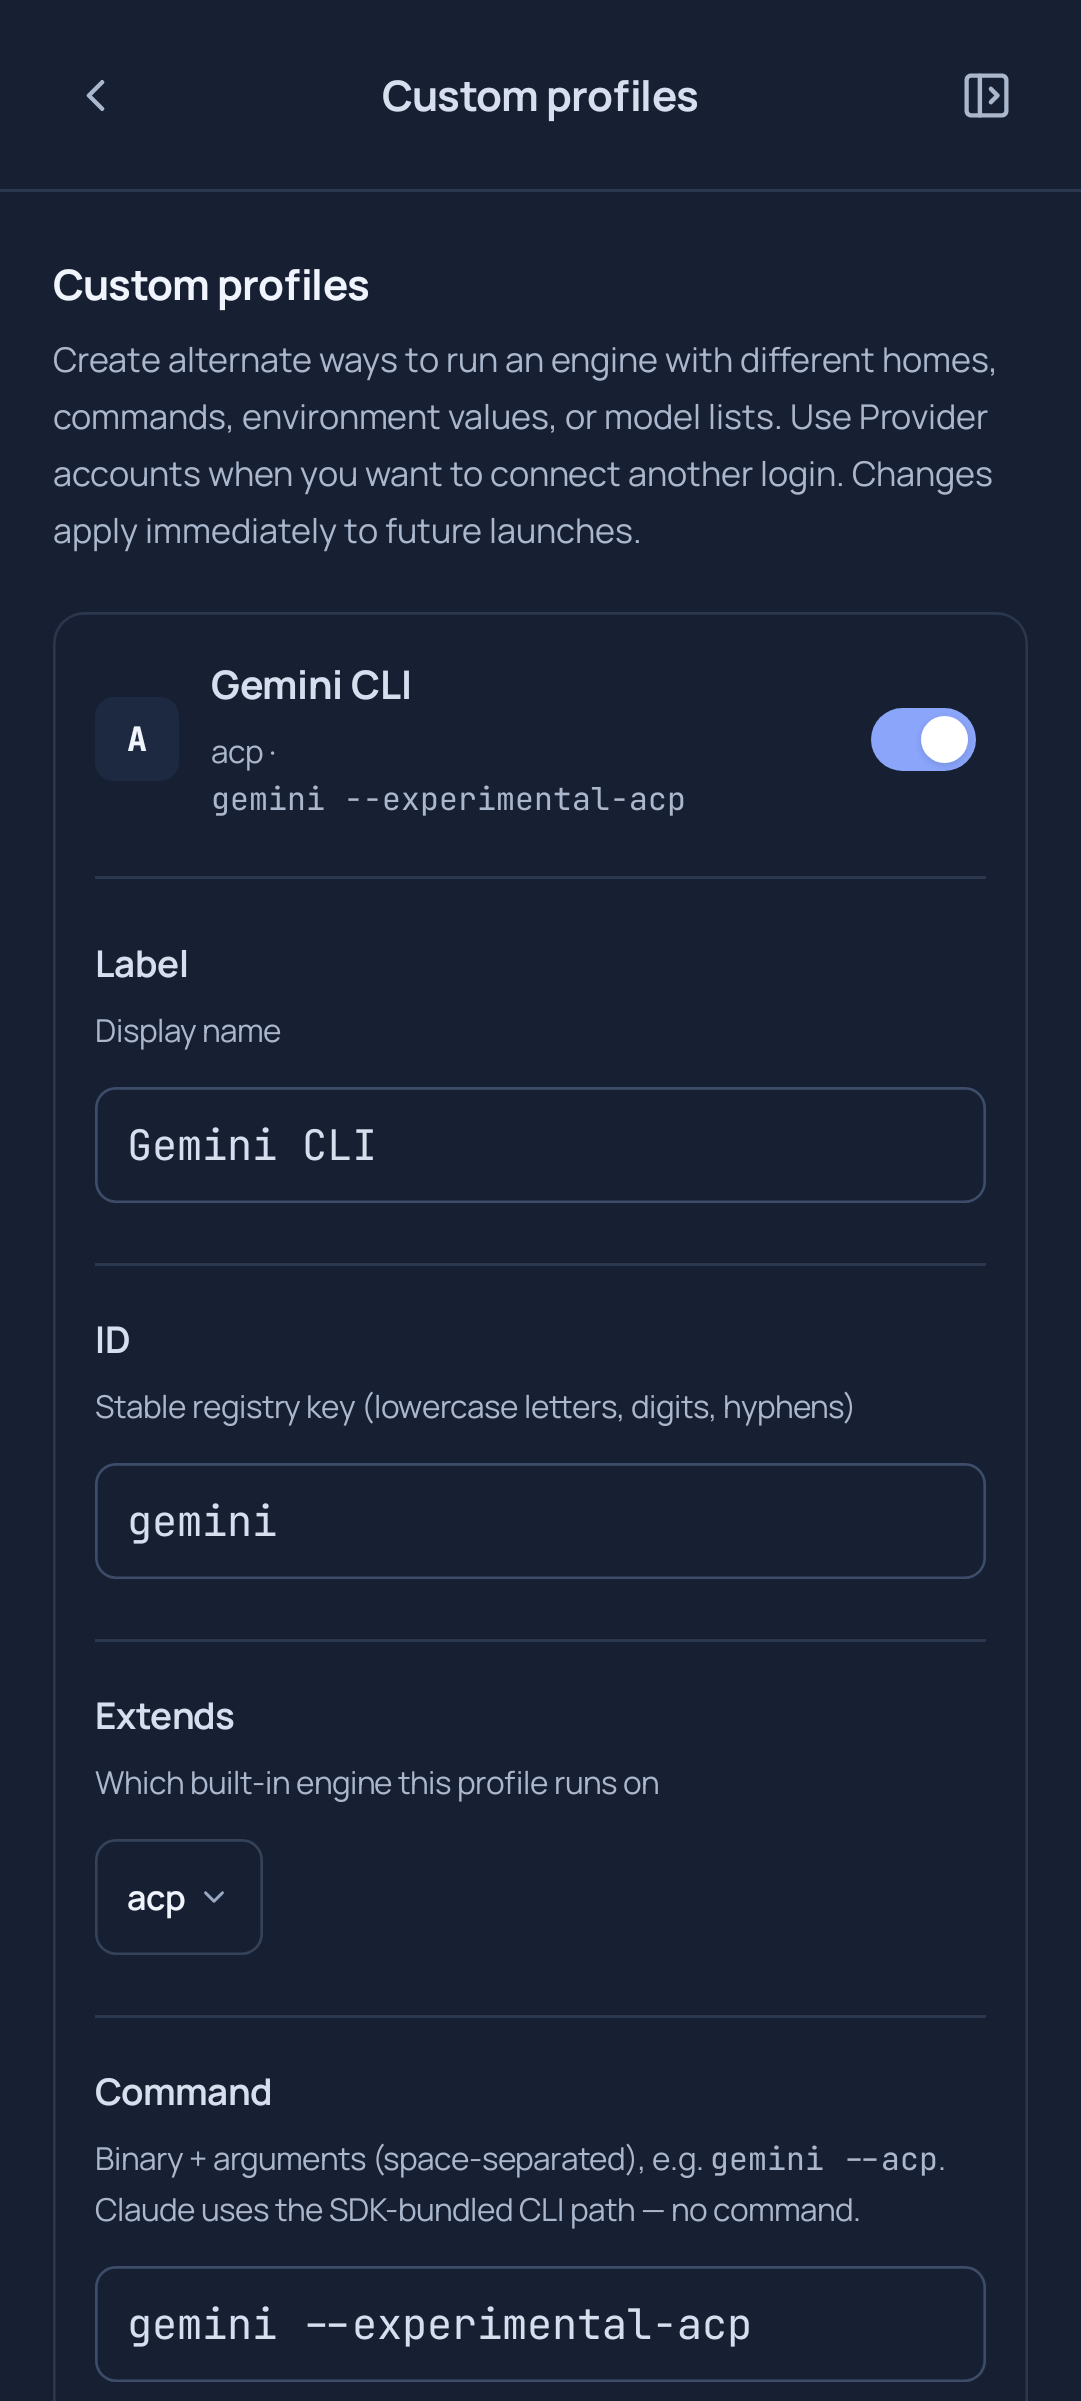 Custom profiles
Custom profiles
Create alternate ways to run an engine with different homes,
commands, environment values, or model lists. Use Provider
accounts when you want to connect another login. Changes
apply immediately to future launches.
A
Gemini CLI
acp ·
gemini --experimental-acp
Label
Display name
Gemini CLI
ID
Stable registry key (lowercase letters, digits, hyphens)
gemini
Extends
Which built-in engine this profile runs on
acp
Command
Binary + arguments (space-separated), e.g. gemini --acp.
Claude uses the SDK-bundled CLI path — no command.
gemini --experimental-acp